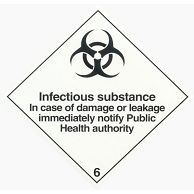 Infectious substance
In case of damage or leakage
immediately notify Public
Health authority
6